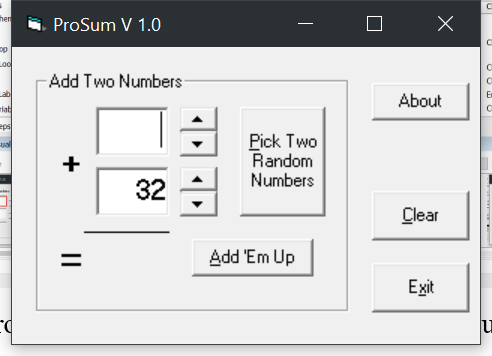 ProSum V 1.0
Add Two Numbers
+
32
=
Pick Two
Random
Numbers
Add 'Em Up
About
Clear
Exit